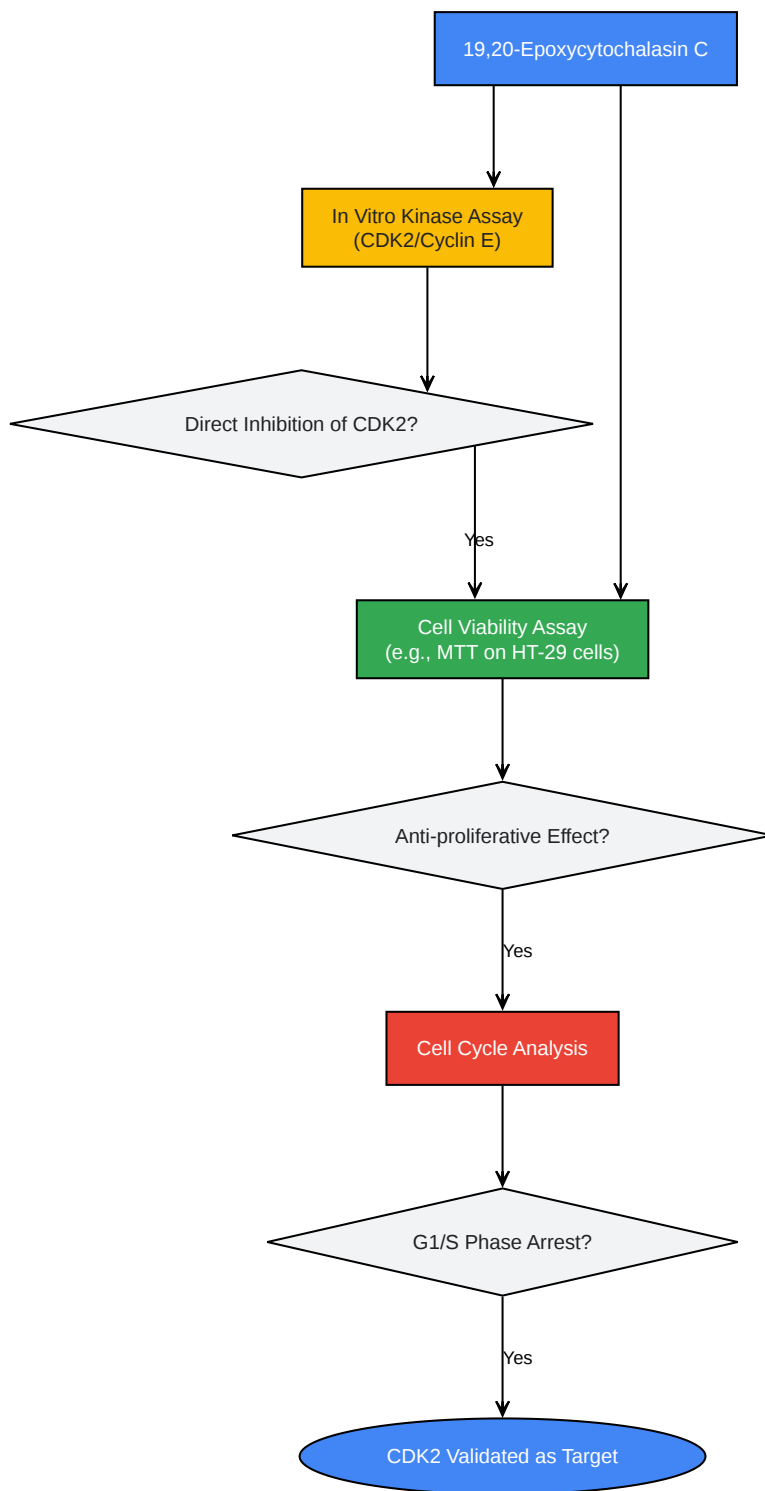 19,20-Epoxycytochalasin C
In Vitro Kinase Assay
(CDK2/Cyclin E)
Direct Inhibition of CDK2?
Yes
Cell Viability Assay
(e.g., MTT on HT-29 cells)
Anti-proliferative Effect?
Yes
Cell Cycle Analysis
G1/S Phase Arrest?
Yes
CDK2 Validated as Target